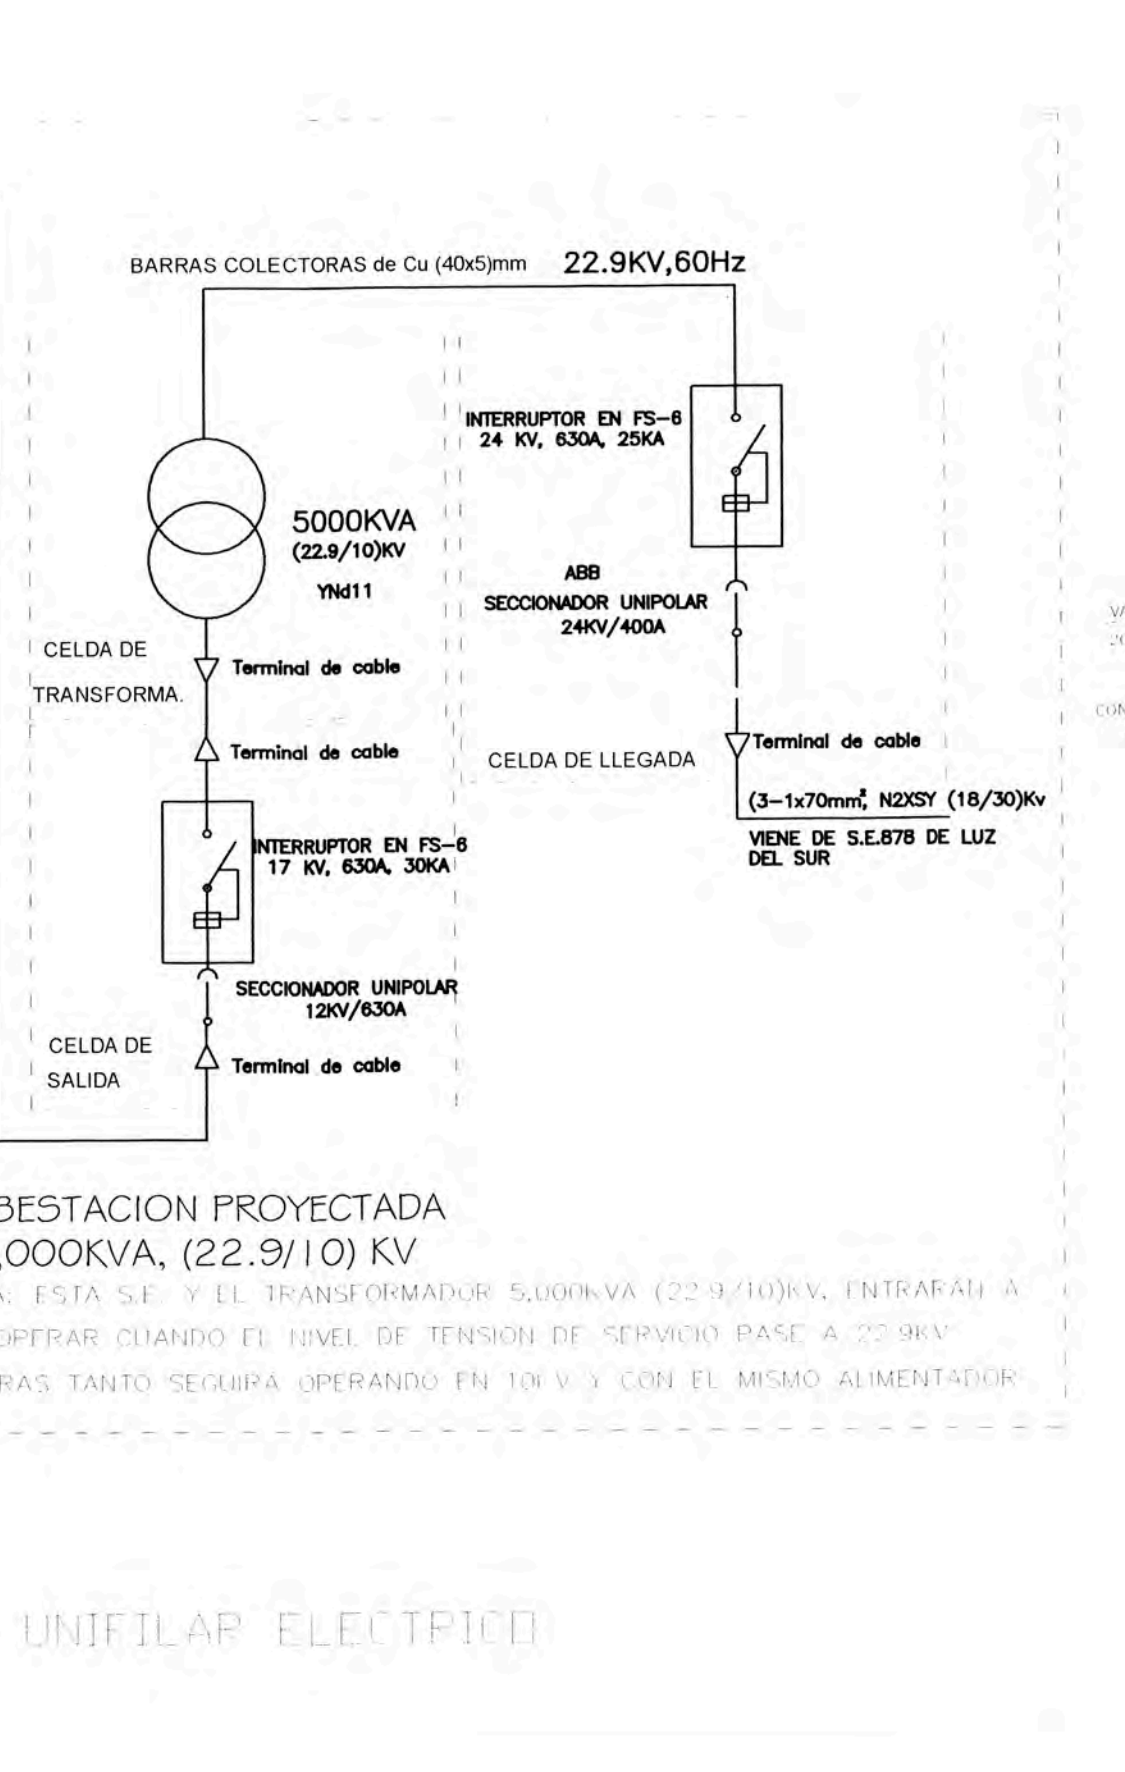 BARRAS COLECTORAS de Cu (40x5)mm 22.9KV,60Hz
INTERRUPTOR EN FS-6
24 KV, 630A, 25KA
5000KVA
(22.9/10)KV
YNd11
ABB
SECCIONADOR UNIPOLAR
24KV/400A
CELDA DE
TRANSFORMA.
Terminal de cable
Terminal de cable
Terminal de cable
CELDA DE LLEGADA
(3-1x70mm², N2XSY (18/30)Kv
VIENE DE S.E.878 DE LUZ
DEL SUR
INTERRUPTOR EN FS-6
17 KV, 630A, 30KA
SECCIONADOR UNIPOLAR
12KV/630A
CELDA DE
SALIDA
Terminal de cable
BESTACION PROYECTADA
,000KVA, (22.9/10) KV
A: ESTA S.E. Y EL TRANSFORMADOR 5,000KVA (22.9/10)KV, ENTRARAN A
OPERAR CUANDO EL NIVEL DE TENSION DE SERVICIO PASE A 22.9KV
RAS TANTO SEGUIRA OPERANDO EN 10KV Y CON EL MISMO ALIMENTADOR
UNIFILAR ELECTRICO
CON